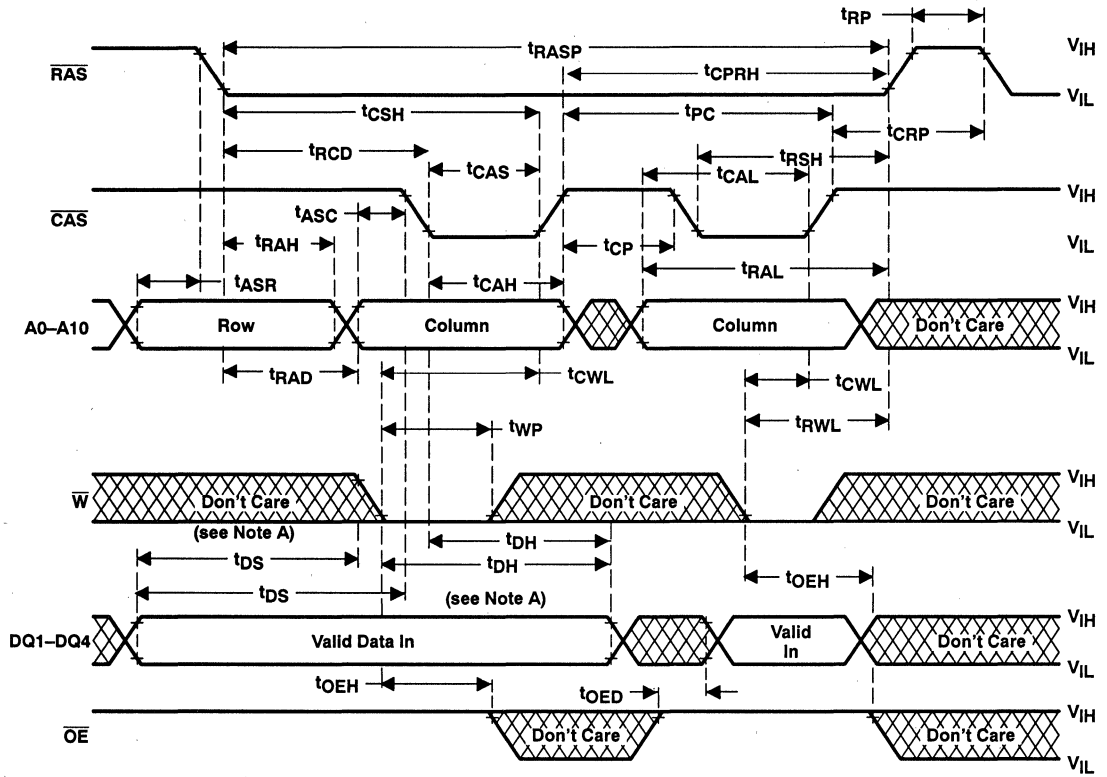 tRP
RAS
VIH
VIL
tRASP
tCPRH
tCSH
tPC
tCRP
tRCD
tRSH
tCAS
tCAL
CAS
VIH
VIL
tASC
tRAH
tCP
tRAL
tASR
tCAH
A0–A10
Row
Column
Column
Don't Care
VIH
VIL
tRAD
tCWL
tCWL
tWP
tRWL
W
Don't Care
Don't Care
Don't Care
VIH
VIL
(see Note A)
tDH
tDS
tDH
tOEH
tDS
(see Note A)
DQ1–DQ4
Valid Data In
Valid
In
Don't Care
VIH
VIL
tOEH
tOED
OE
Don't Care
Don't Care
VIH
VIL